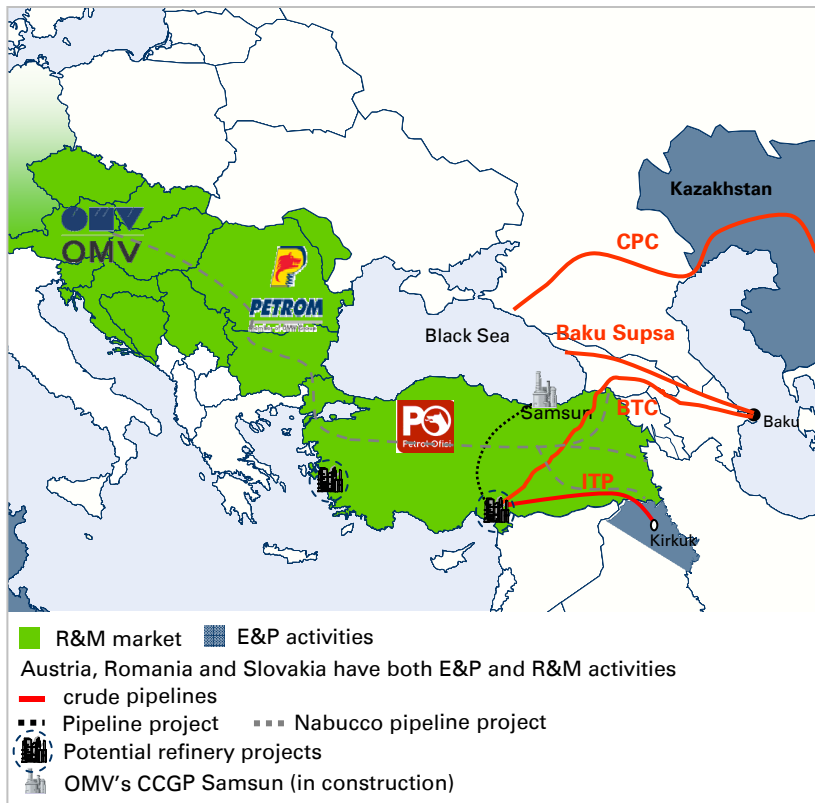 Kazakhstan
CPC
OMV
OMV
PETROM
Black Sea
Baku Supsa
PO
Petrol Ofisi
Samsun
BTC
Baku
ITP
Kirkuk
R&M market E&P activities
Austria, Romania and Slovakia have both E&P and R&M activities
crude pipelines
Pipeline project Nabucco pipeline project
Potential refinery projects
OMV's CCGP Samsun (in construction)